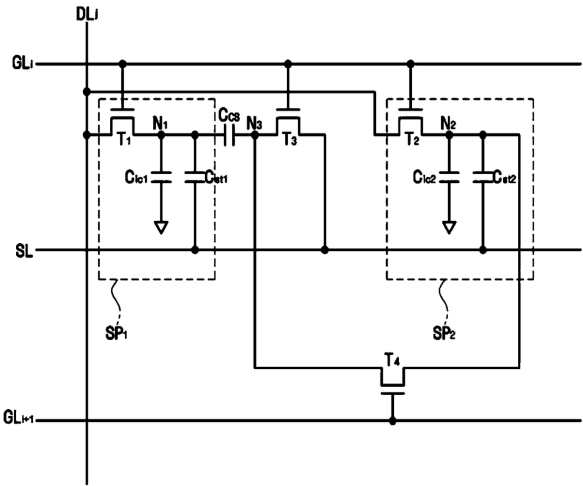 DLj
GLi
CCS
N1
N3
N2
T1
T3
T2
Clc1
Cst1
Clc2
Cst2
SL
SP1
SP2
T4
GLi+1